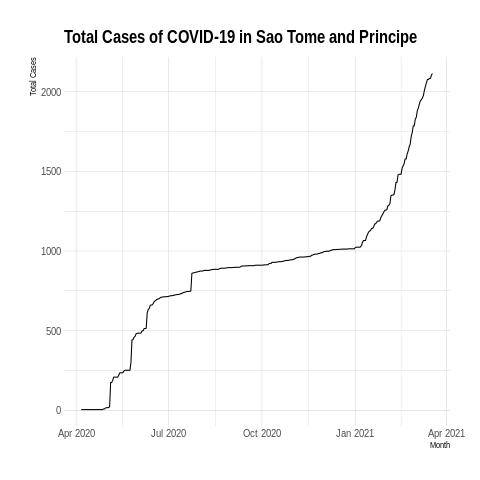 Total Cases of COVID-19 in Sao Tome and Principe
Total Cases
2000
1500
1000
500
0
Apr 2020
Jul 2020
Oct 2020
Jan 2021
Apr 2021
Month